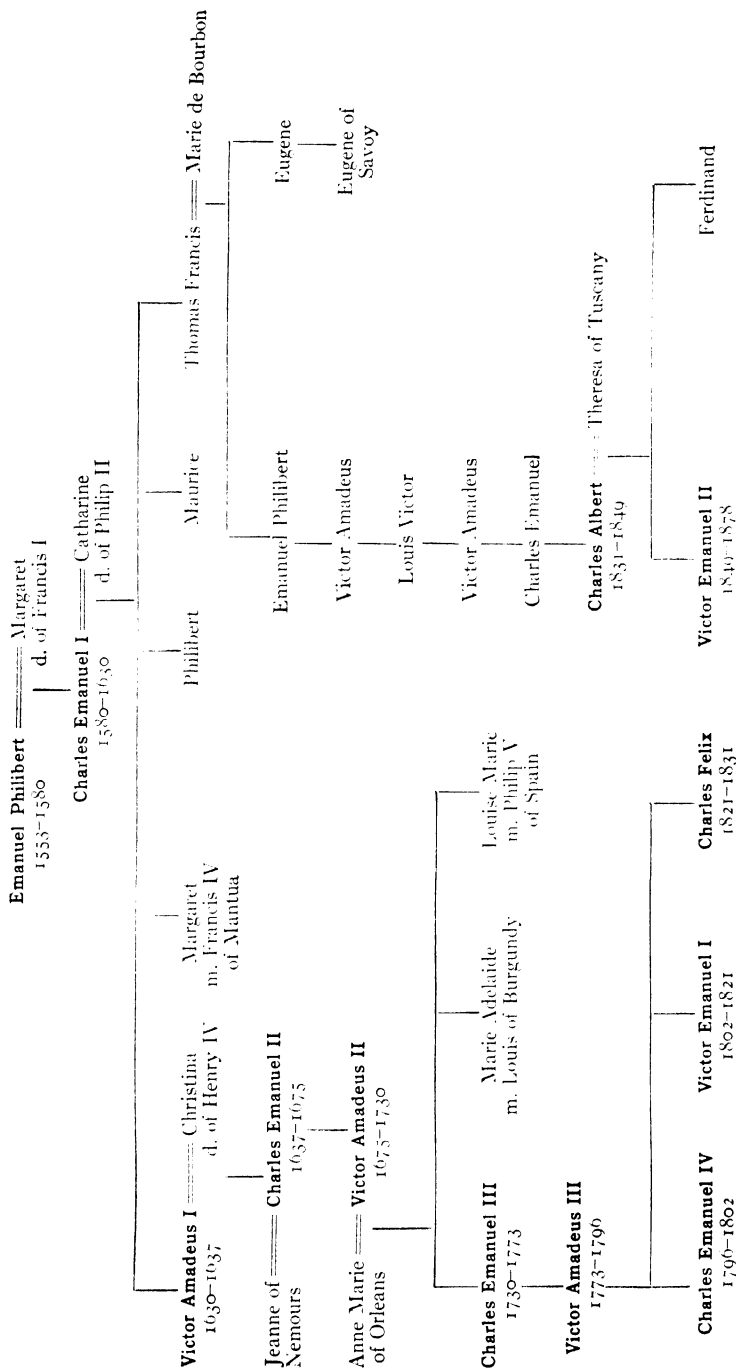 Emanuel Philibert Margaret
1553-1580 d. of Francis I
Charles Emanuel I Catharine
1580-1630 d. of Philip II
Victor Amadeus I Christina
1630-1637 d. of Henry IV
Margaret
m. Francis IV
of Mantua
Philibert
Maurice
Thomas Francis Marie de Bourbon
Jeanne of Charles Emanuel II
Nemours 1637-1675
Emanuel Philibert
Eugene
Anne Marie Victor Amadeus II
of Orleans 1675-1730
Victor Amadeus
Eugene of
Savoy
Louis Victor
Charles Emanuel III
1730-1773
Marie Adelaide
m. Louis of Burgundy
Louise Marie
m. Philip V
of Spain
Victor Amadeus
Victor Amadeus III
1773-1796
Charles Emanuel
Charles Albert Theresa of Tuscany
1831-1849
Charles Emanuel IV
1796-1802
Victor Emanuel I
1802-1821
Charles Felix
1821-1831
Victor Emanuel II
1849-1878
Ferdinand